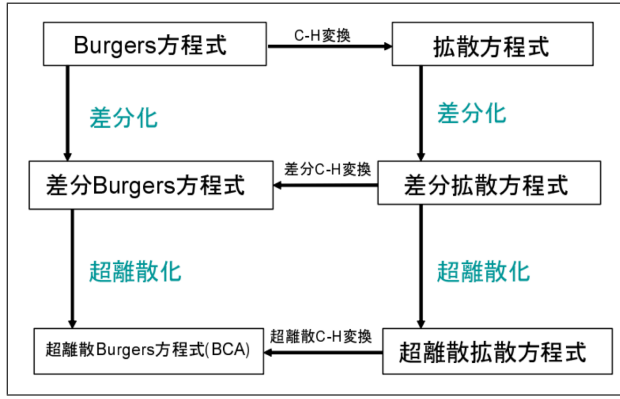 Burgers方程式
C-H変換
拡散方程式
差分化
差分化
差分Burgers方程式
差分C-H変換
差分拡散方程式
超離散化
超離散化
超離散Burgers方程式(BCA)
超離散C-H変換
超離散拡散方程式